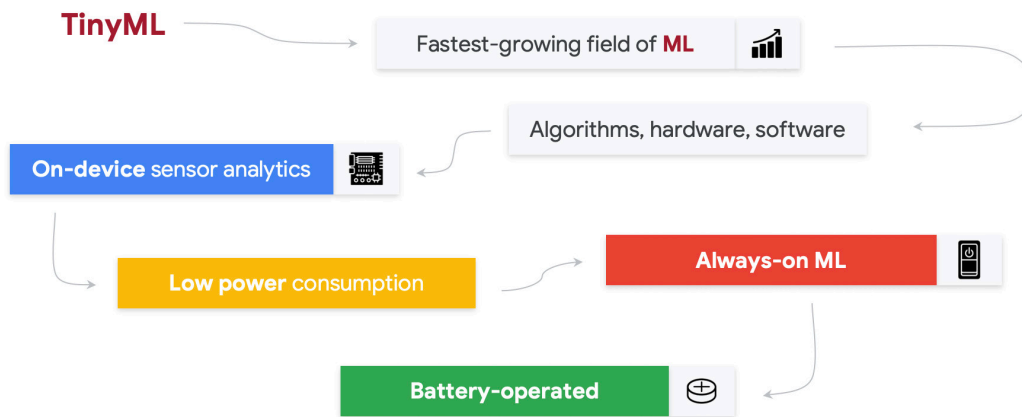 TinyML
Fastest-growing field of ML
Algorithms, hardware, software
On-device sensor analytics
Low power consumption
Always-on ML
Battery-operated